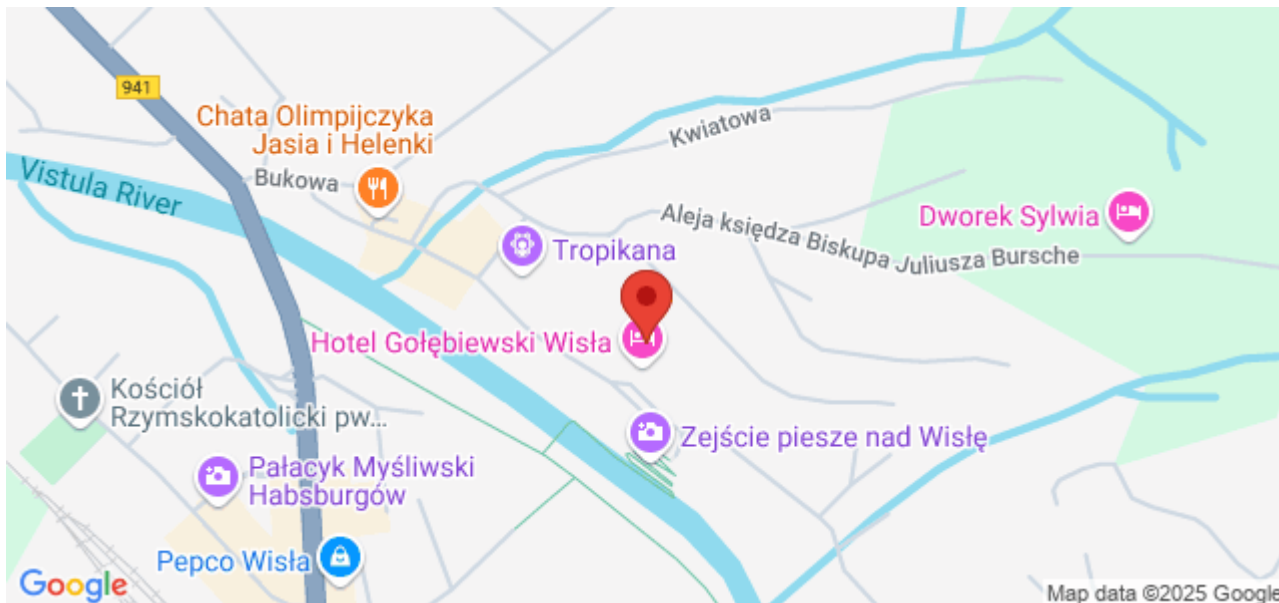 941
Chata Olimpijczyka
Jasia i Helenki
Kwiatowa
Bukowa
Vistula River
Aleja księdza Biskupa Juliusza Bursche
Dworek Sylwia
Tropikana
Hotel Gołębiewski Wisła
Kościół
Rzymskokatolicki pw...
Zejście piesze nad Wisłę
Pałacyk Myśliwski
Habsburgów
Pepco Wisła
Google
Map data ©2025 Google